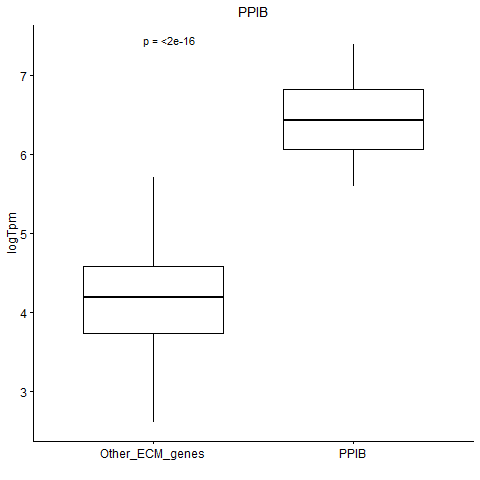 PPIB
p = <2e-16
logTpm
7
6
5
4
3
Other_ECM_genes
PPIB